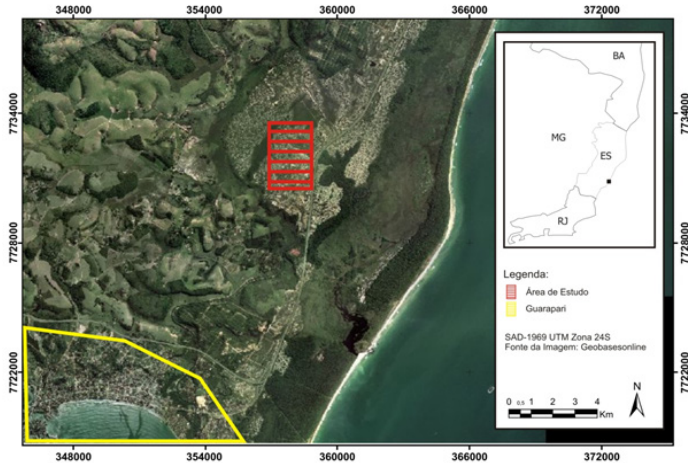 348000 354000 360000 366000 372000
7734000
7728000
7722000
7734000
7728000
7722000
BA
MG
ES
RJ
Legenda:
Área de Estudo
Guarapari
SAD-1969 UTM Zona 24S
Fonte da Imagem: Geobasesonline
N
0 0,5 1 2 3 4
Km
348000 354000 360000 366000 372000